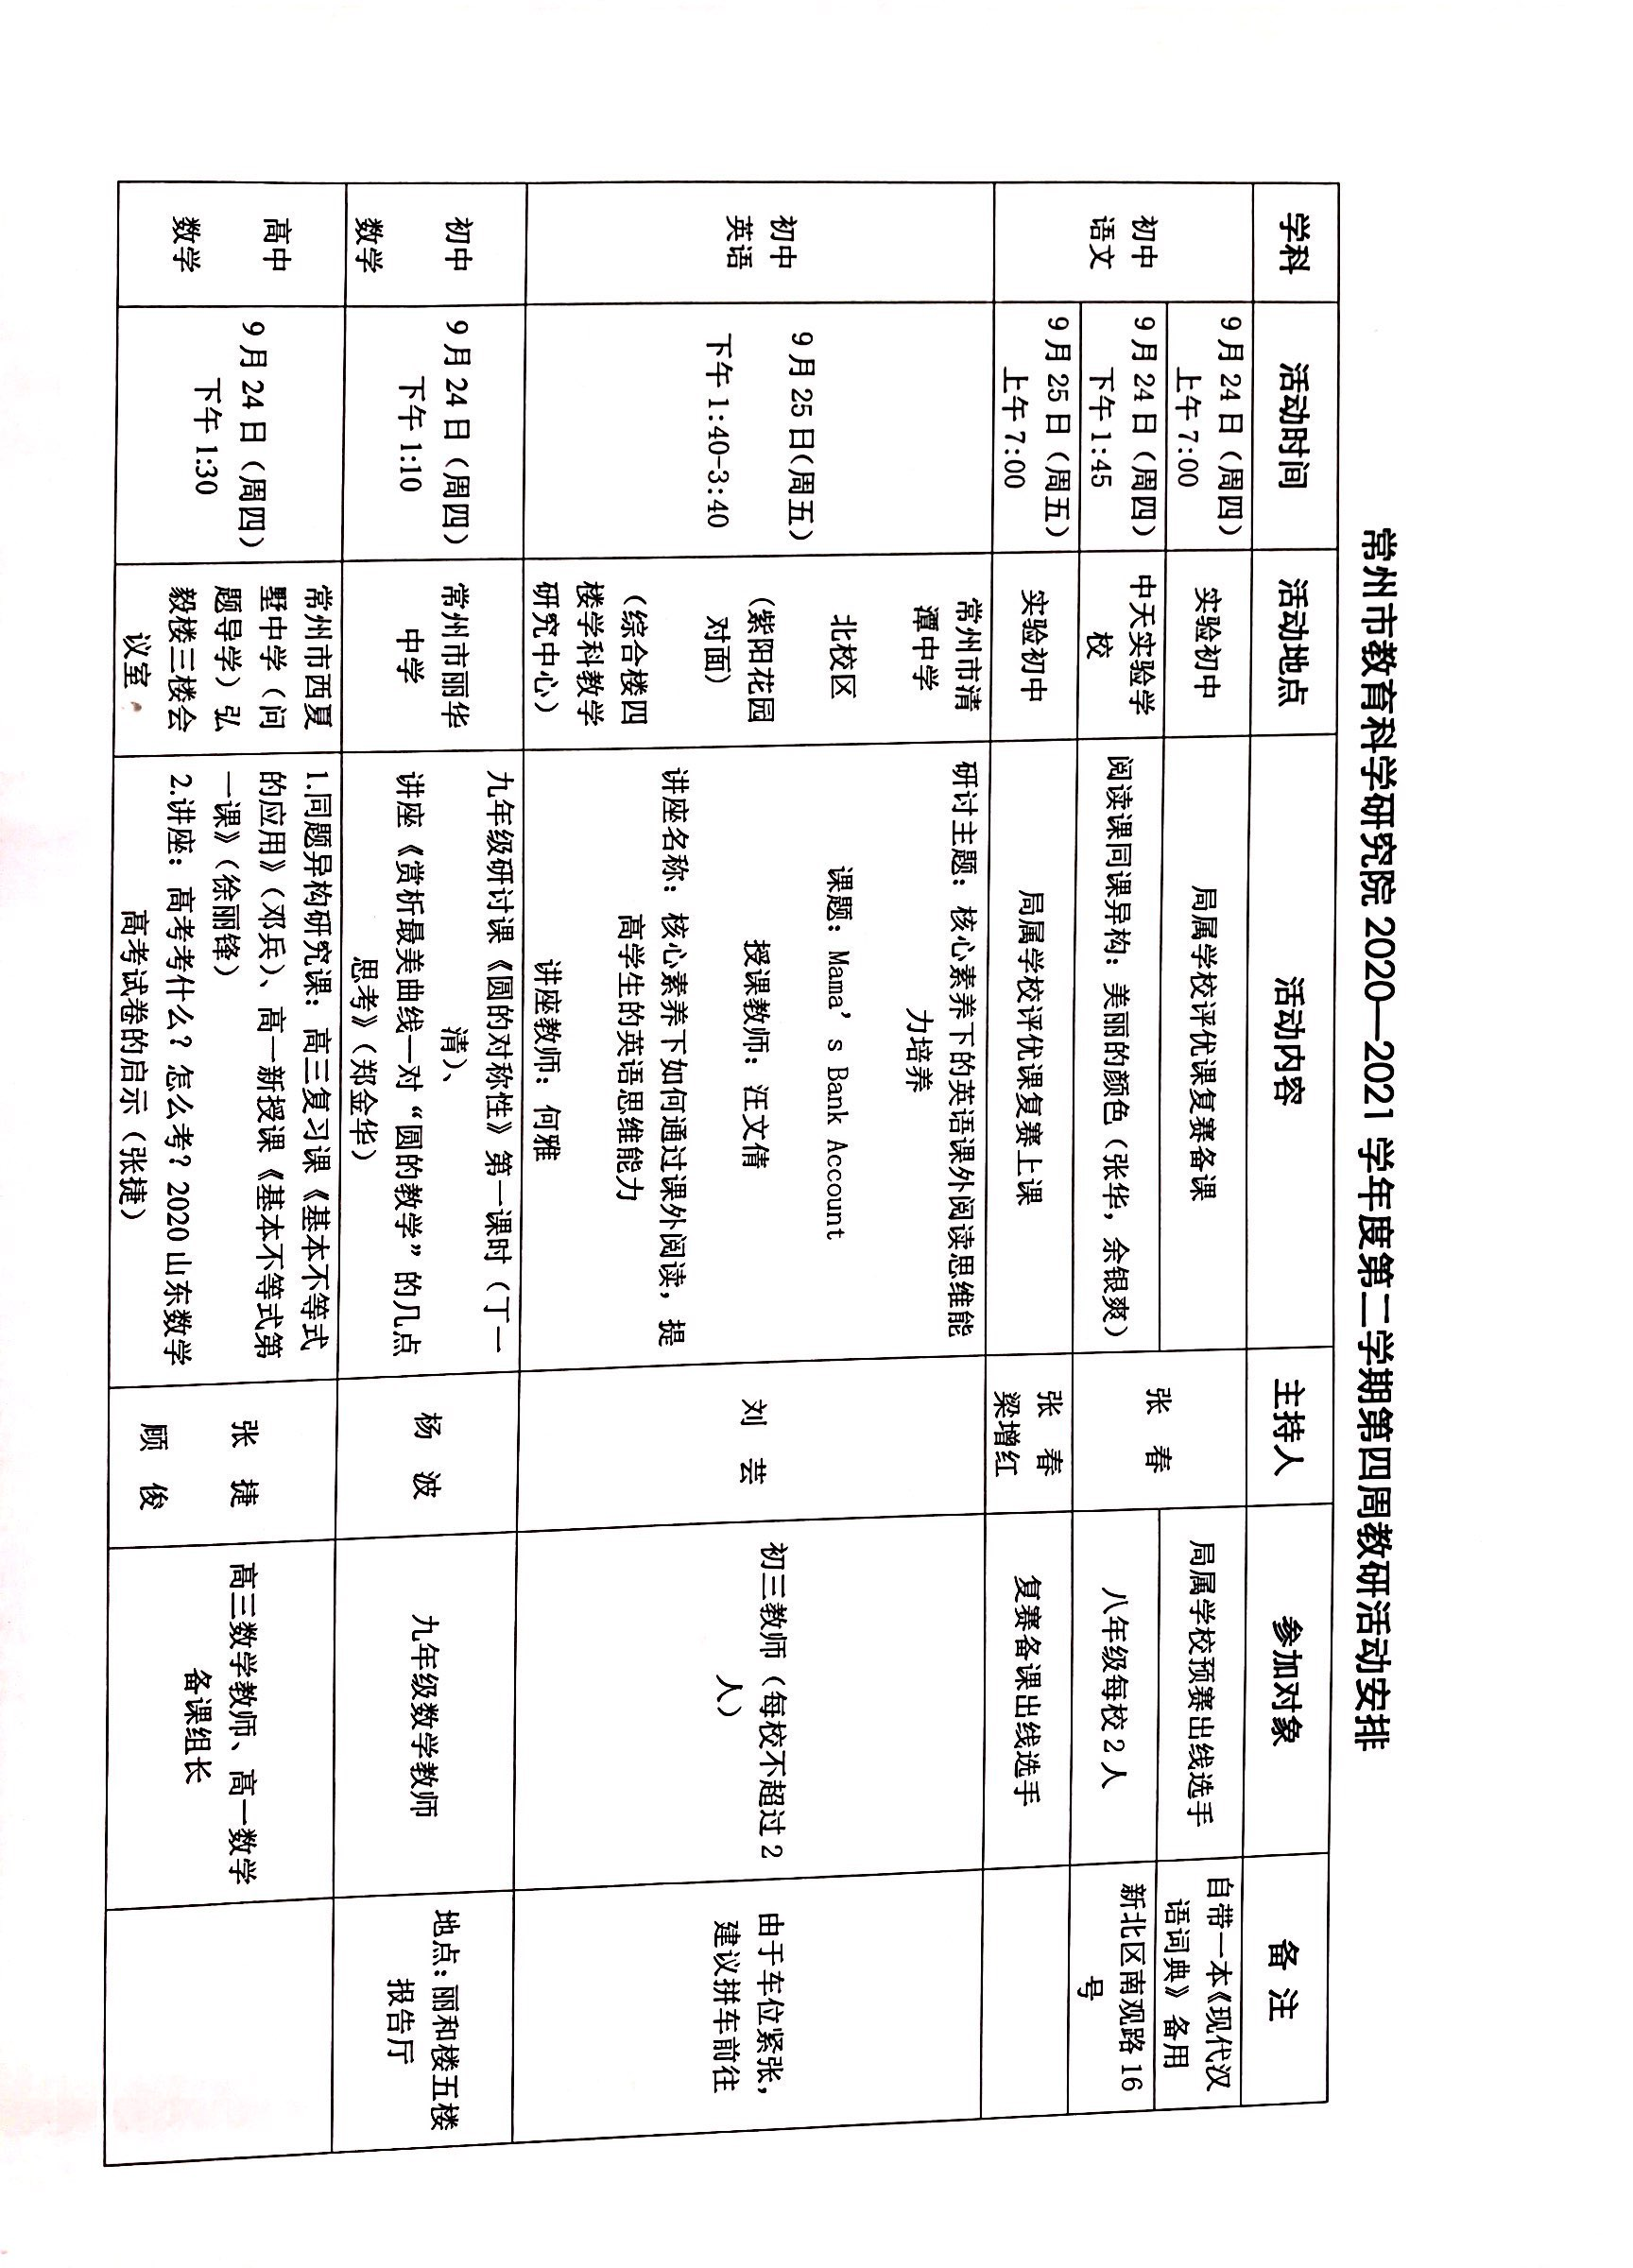 常州市教育科学研究院 2020—2021 学年度第二学期第四周教研活动安排
学科
活动时间
活动地点
活动内容
主持人
参加对象
备 注
初中
语文
9 月 24 日（周四）
上午 7:00
实验初中
局属学校评优课复赛备课
张 春
局属学校预赛出线选手
自带一本《现代汉
语词典》备用
9 月 24 日（周四）
下午 1:45
中天实验学
校
阅读课同课异构：美丽的颜色（张华，余银爽）
八年级每校 2 人
新北区南观路 16
号
9 月 25 日（周五）
上午 7:00
实验初中
局属学校评优课复赛上课
张 春
梁增红
复赛备课出线选手
初中
英语
9 月 25 日(周五)
下午 1:40-3:40
常州市清
潭中学
北校区
(紫阳花园
对面)
(综合楼四
楼学科教学
研究中心)
研讨主题：核心素养下的英语课外阅读思维能
力培养
课题：Mama’s Bank Account
授课教师：汪文倩
讲座名称：核心素养下如何通过课外阅读，提
高学生的英语思维能力
讲座教师：何雅
刘 芸
初三教师（每校不超过 2
人）
由于车位紧张，
建议拼车前往
初中
数学
9 月 24 日（周四）
下午 1:10
常州市丽华
中学
九年级研讨课《圆的对称性》第一课时（丁一
清）、
讲座《赏析最美曲线—对“圆的教学”的几点
思考》（郑金华）
杨 波
九年级数学教师
地点：丽和楼五楼
报告厅
高中
数学
9 月 24 日（周四）
下午 1:30
常州市西夏
墅中学（问
题导学）弘
毅楼三楼会
议室
1.同题异构研究课：高三复习课《基本不等式
的应用》（邓兵）、高一新授课《基本不等式第
一课》（徐丽锋）
2.讲座：高考考什么？怎么考？2020 山东数学
高考试卷的启示（张捷）
张 捷
顾 俊
高三数学教师、高一数学
备课组长